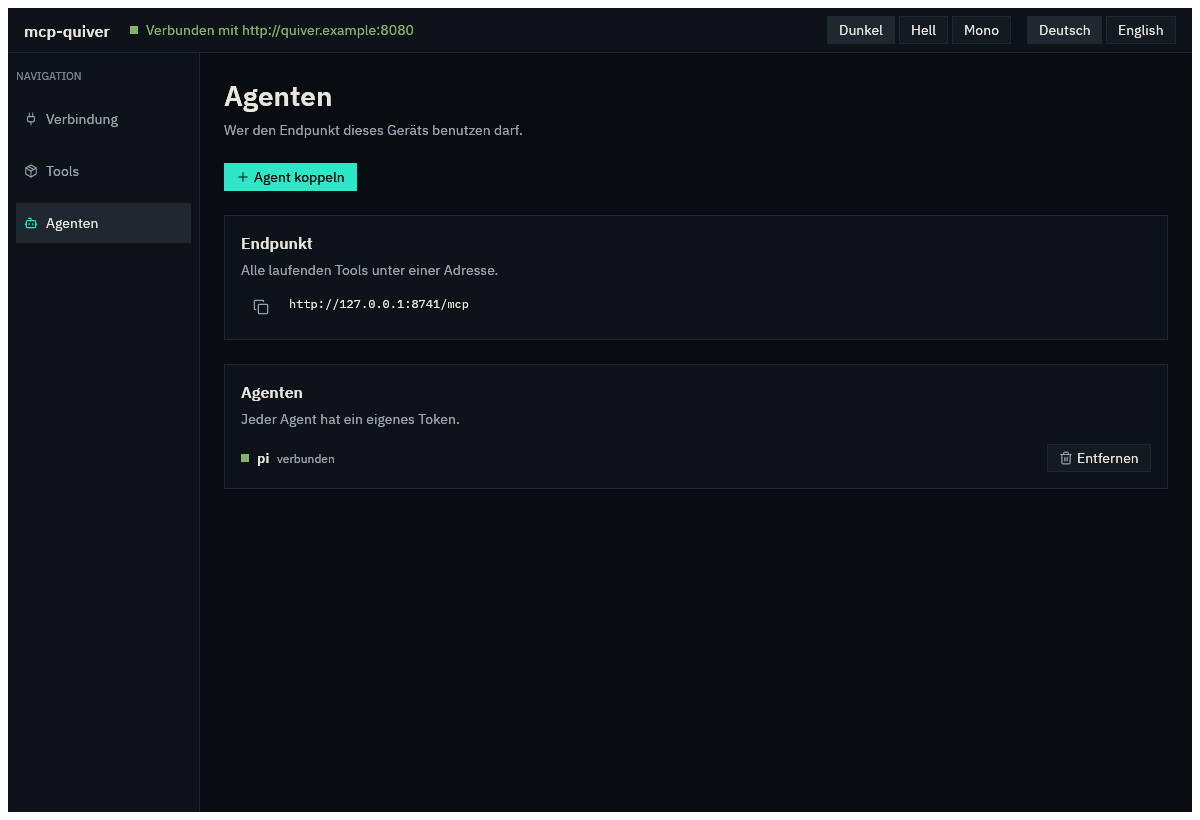 mcp-quiver
Verbunden mit http://quiver.example:8080
Dunkel
Hell
Mono
Deutsch
English
NAVIGATION
Verbindung
Tools
Agenten
Agenten
Wer den Endpunkt dieses Geräts benutzen darf.
Agent koppeln
Endpunkt
Alle laufenden Tools unter einer Adresse.
http://127.0.0.1:8741/mcp
Agenten
Jeder Agent hat ein eigenes Token.
pi verbunden
Entfernen